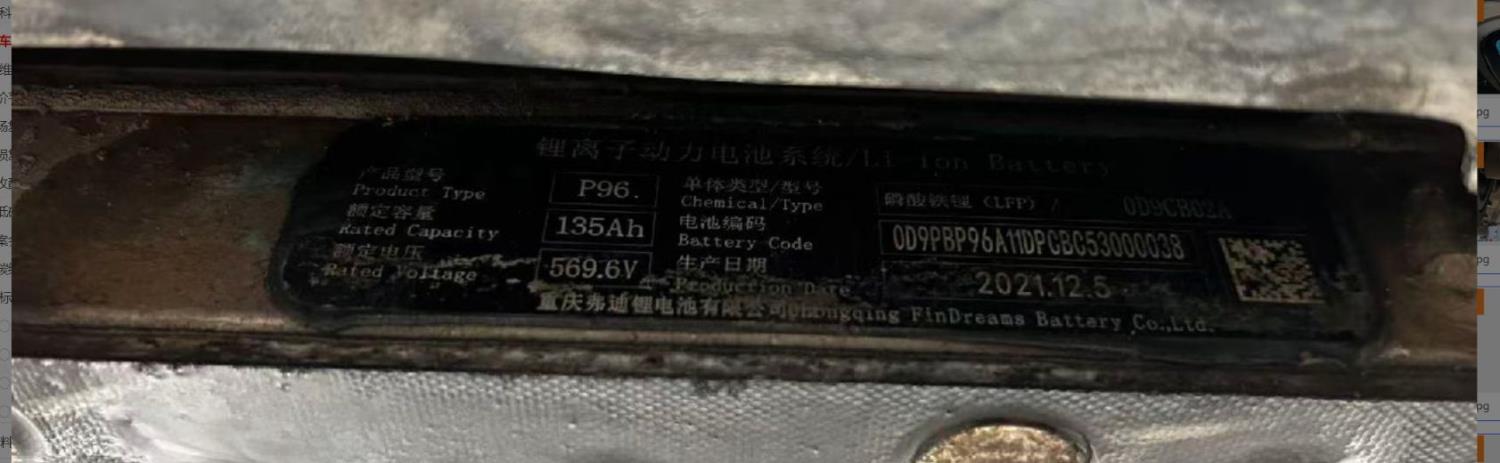 锂离子动力电池系统/Li-ion Battery
产品型号 P96. 单体类型/型号 磷酸铁锂 (LFP) / 0D9CB02A
Product Type Chemical/Type
额定容量 135Ah 电池编码 0D9PBP96A11DPCBC53000038
Rated Capacity Battery Code
额定电压 569.6V 生产日期 2021.12.5
Rated Voltage Production Date
重庆弗迪锂电池有限公司Chongqing FinDreams Battery Co.,Ltd.